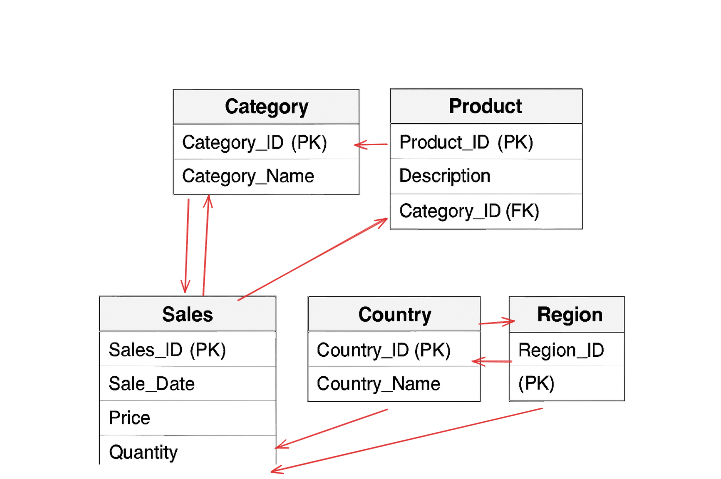 Category
Category_ID (PK)
Category_Name
Product
Product_ID (PK)
Description
Category_ID (FK)
Sales
Sales_ID (PK)
Sale_Date
Price
Quantity
Country
Country_ID (PK)
Country_Name
Region
Region_ID
(PK)